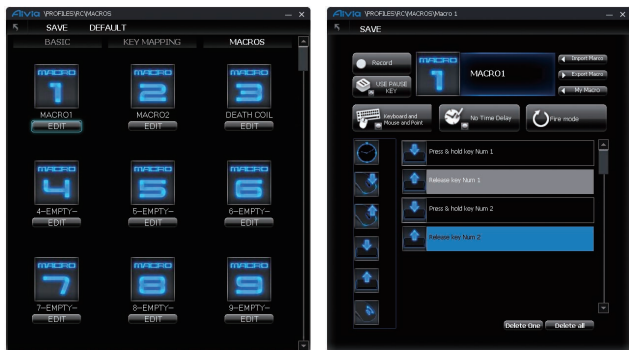 Aivia \PROFILES\RC\MACROS
SAVE DEFAULT
BASIC KEY MAPPING MACROS
MACRO MACRO MACRO
1 2 3
MACRO1 MACRO2 DEATH COIL
EDIT EDIT EDIT
MACRO MACRO MACRO
4 5 6
4-EMPTY- 5-EMPTY- 6-EMPTY-
EDIT EDIT EDIT
MACRO MACRO MACRO
7 8 9
7-EMPTY- 8-EMPTY- 9-EMPTY-
EDIT EDIT EDIT
Aivia \PROFILES\RC\MACROS\Macro 1
SAVE
Record
USE PAUSE
KEY
MACRO
1
MACRO1
Import Macro
Export Macro
My Macro
Keyboard and
Mouse and Point
No Time Delay
Fire mode
Press & hold key Num 1
Release key Num 1
Press & hold key Num 2
Release key Num 2
Delete One Delete all